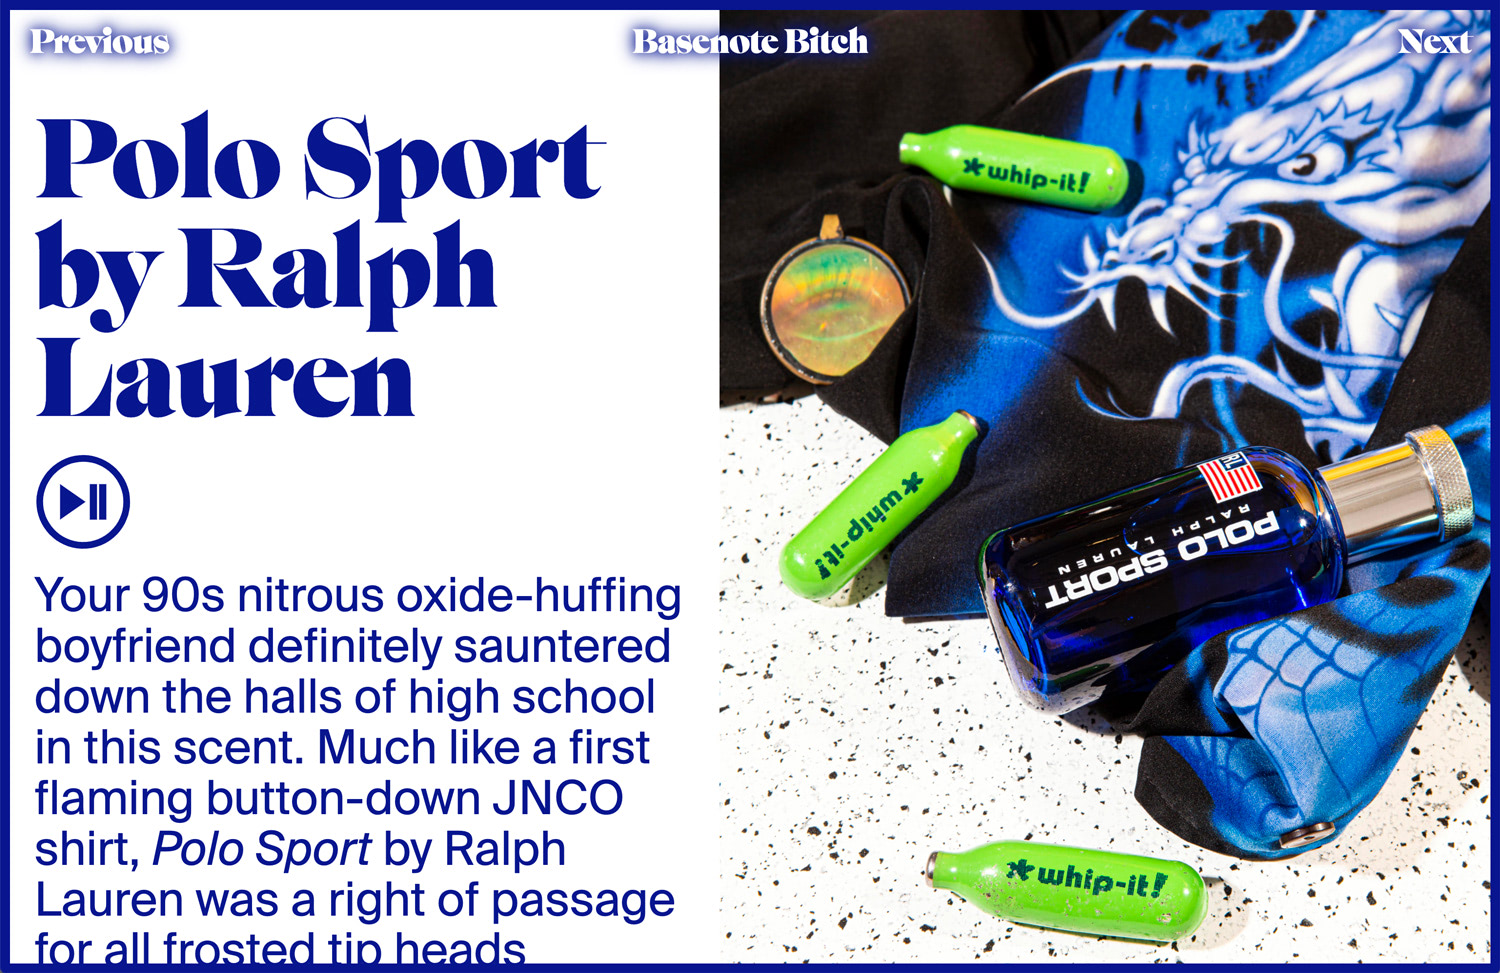 Previous
Basenote Bitch
Next
Polo Sport
by Ralph
Lauren
Your 90s nitrous oxide-huffing
boyfriend definitely sauntered
down the halls of high school
in this scent. Much like a first
flaming button-down JNCO
shirt, Polo Sport by Ralph
Lauren was a right of passage
for all frosted tip heads
*whip-it!
*whip-it!
RL
POLO SPORT
RALPH LAUREN
*whip-it!